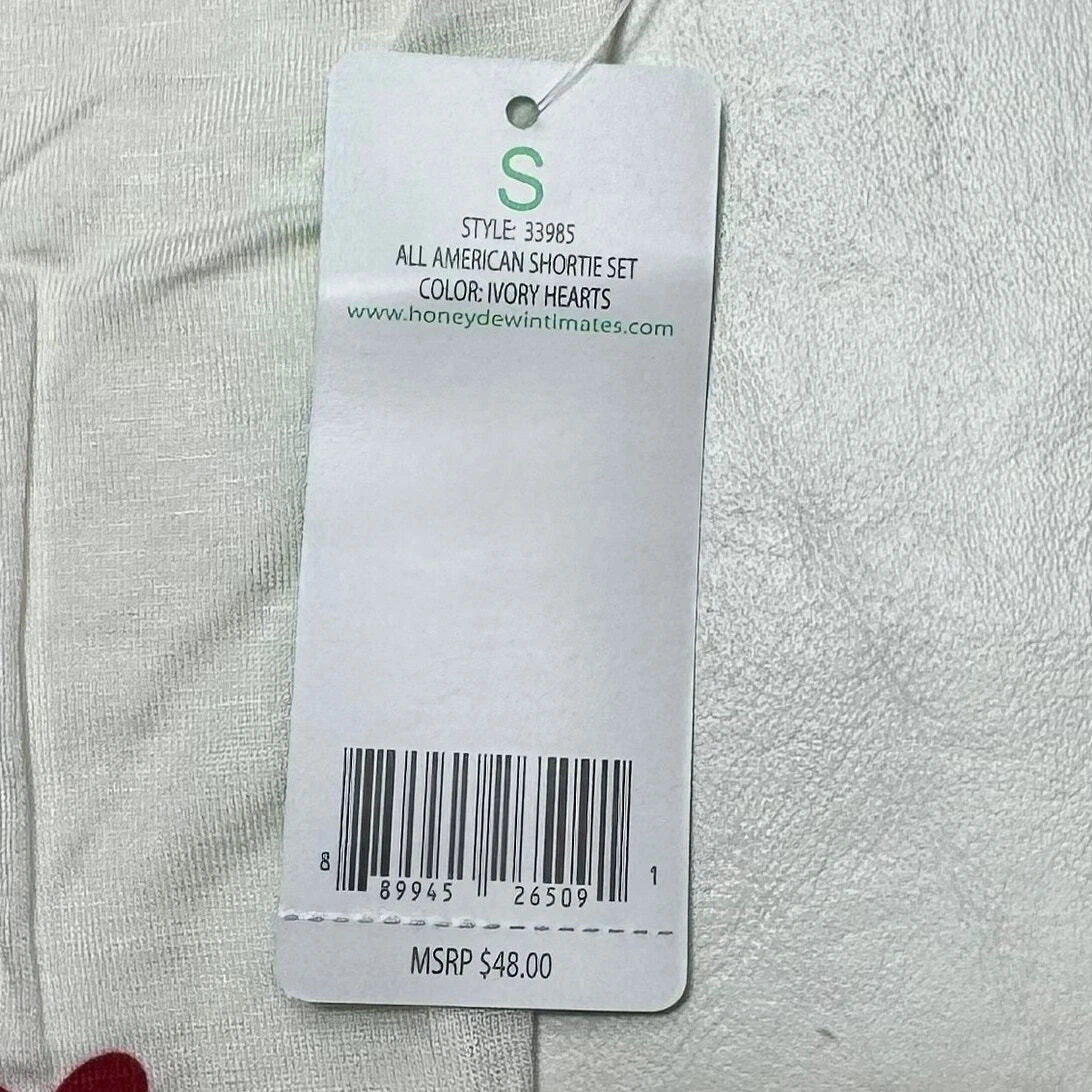 S
STYLE: 33985
ALL AMERICAN SHORTIE SET
COLOR: IVORY HEARTS
www.honeydewintimates.com
8 89945 26509 1
MSRP $48.00